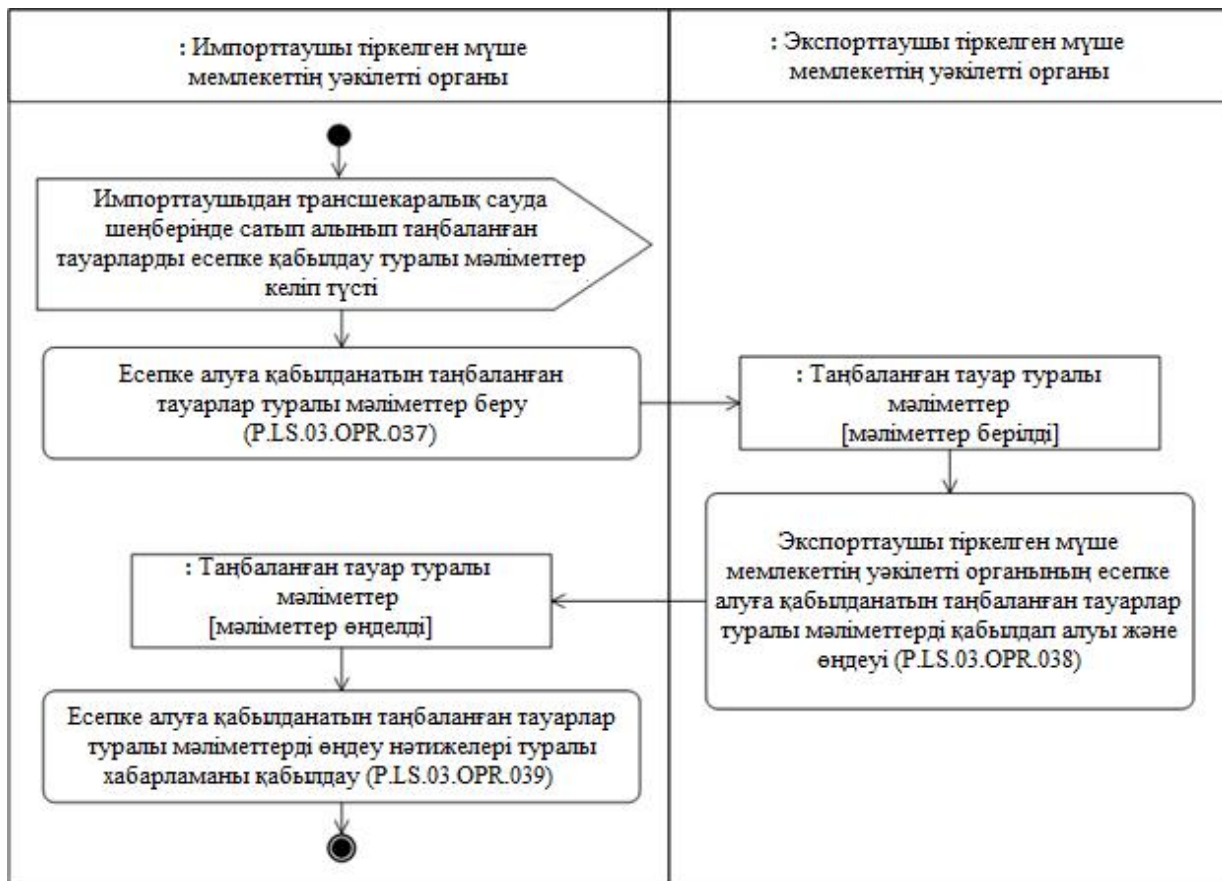 : Импорттаушы тіркелген мүше
мемлекеттің уәкілетті органы
: Экспорттаушы тіркелген мүше
мемлекеттің уәкілетті органы
Импорттаушыдан трансшекаралық сауда
шеңберінде сатып алынып таңбаланған
тауарларды есепке қабылдау туралы мәліметтер
келіп түсті
Есепке алуға қабылданатын таңбаланған
тауарлар туралы мәліметтер беру
(P.LS.03.OPR.037)
: Таңбаланған тауар туралы
мәліметтер
[мәліметтер берілді]
Экспорттаушы тіркелген мүше
мемлекеттің уәкілетті органының есепке
алуға қабылданатын таңбаланған тауарлар
туралы мәліметтерді қабылдап алуы және
өңдеуі (P.LS.03.OPR.038)
: Таңбаланған тауар туралы
мәліметтер
[мәліметтер өңделді]
Есепке алуға қабылданатын таңбаланған тауарлар
туралы мәліметтерді өңдеу нәтижелері туралы
хабарламаны қабылдау (P.LS.03.OPR.039)